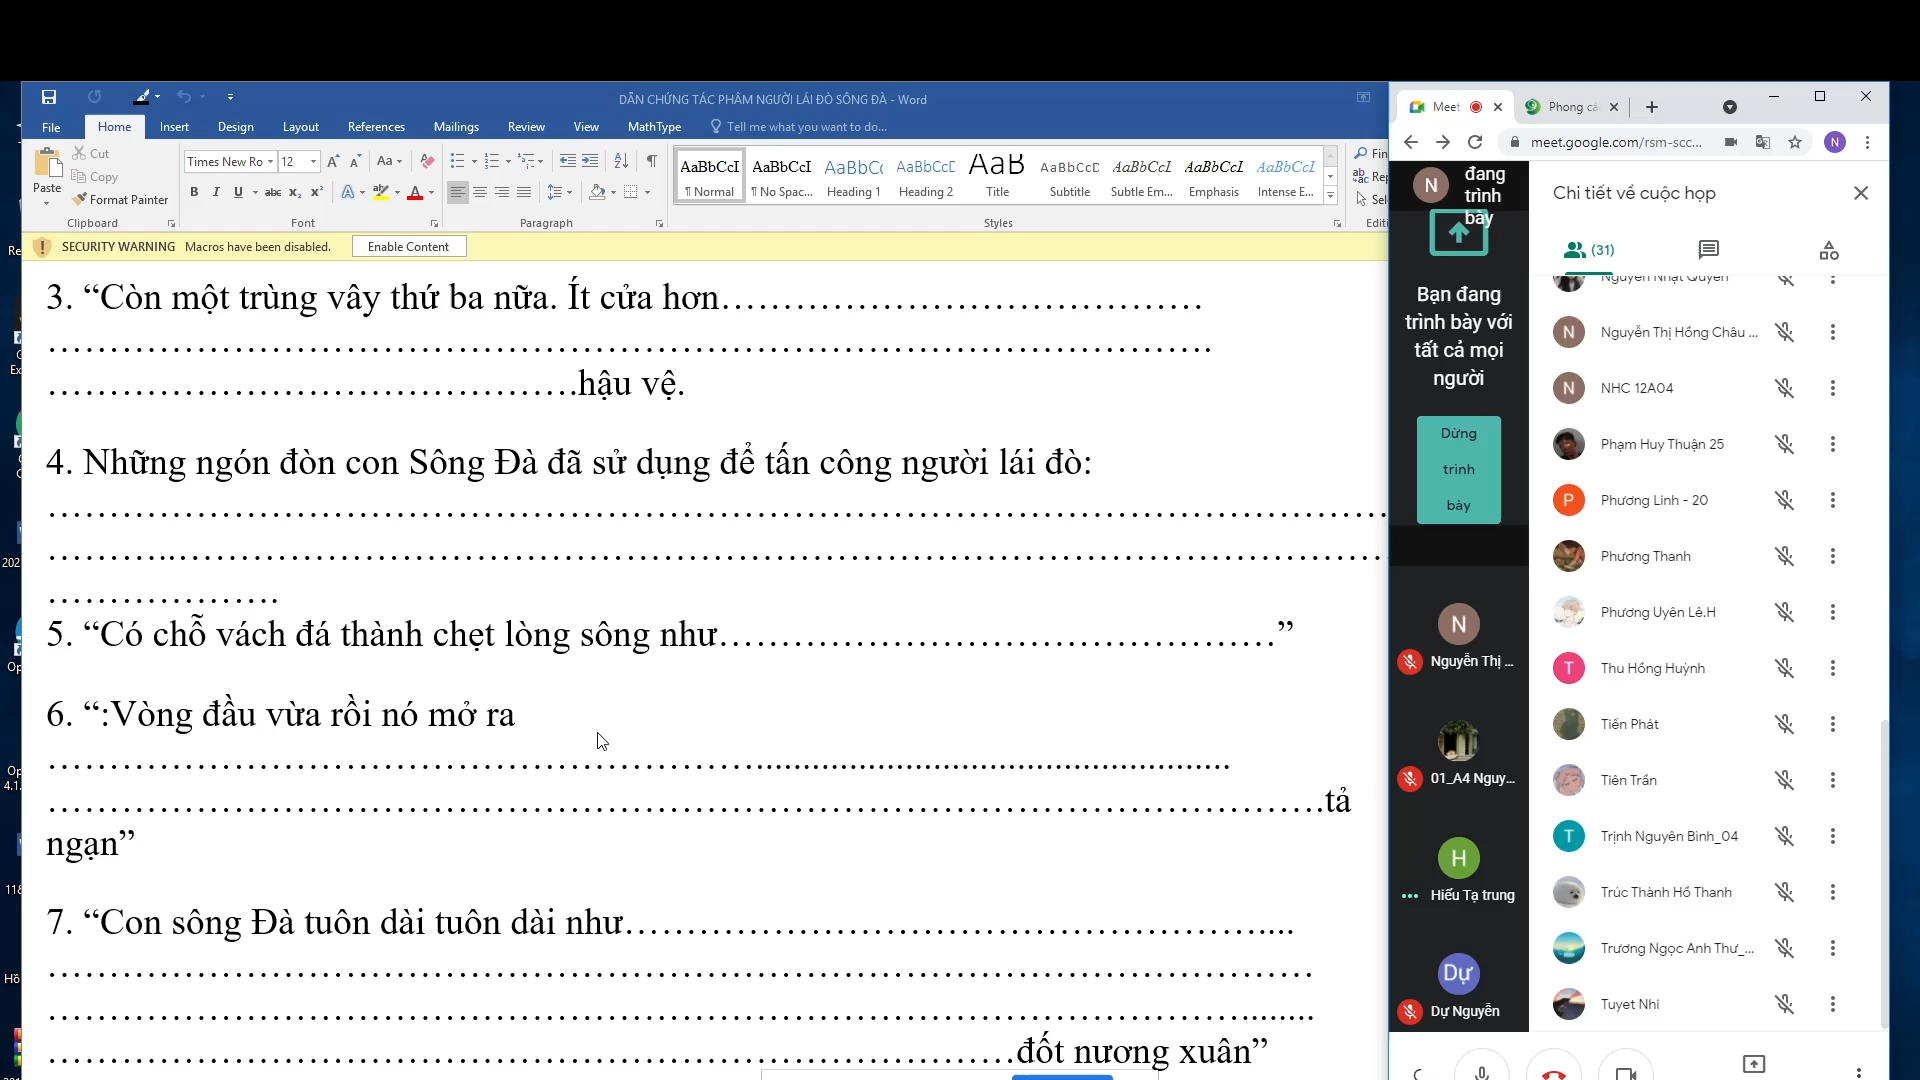 DẪN CHỨNG TÁC PHẨM NGƯỜI LÁI ĐÒ SÔNG ĐÀ - Word
File Home Insert Design Layout References Mailings Review View MathType Tell me what you want to do...
Paste
Cut
Copy
Format Painter
Clipboard
Times New Ro 12
Font
Paragraph
AaBbCcI AaBbCcI AaBbC AaBbCcC AaB AaBbCcD AaBbCcI AaBbCcI AaBbCcI
¶ Normal ¶ No Spac... Heading 1 Heading 2 Title Subtitle Subtle Em... Emphasis Intense E...
Styles
SECURITY WARNING Macros have been disabled. Enable Content
3. “Còn một trùng vây thứ ba nữa. Ít cửa hơn…………………………………
……………………………………………………………………………….
…………………………………….hậu vệ.
4. Những ngón đòn con Sông Đà đã sử dụng để tấn công người lái đò:
……………………………………………………………………………………………
……………………………………………………………………………………………
………………
5. “Có chỗ vách đá thành chẹt lòng sông như………………………………………”
6. “:Vòng đầu vừa rồi nó mở ra
…………………………………………………..................................................
…………………………………………………………………………………………tả
ngạn”
7. “Con sông Đà tuôn dài tuôn dài như……………………………………………....
…………………………………………………………………………………………
……………………………………………………………………………………........
……………………………………………………………………đốt nương xuân”
Meet
Phong cá
meet.google.com/rsm-scc...
N
đang
trình
bày
Bạn đang
trình bày với
tất cả mọi
người
Dừng
trình
bày
N
Nguyễn Thị ...
01_A4 Nguy...
H
Hiếu Tạ trung
Dự
Dự Nguyễn
Chi tiết về cuộc họp
(31)
Nguyễn Nhật Quyên
N Nguyễn Thị Hồng Châu ...
N NHC 12A04
Phạm Huy Thuận 25
P Phương Linh - 20
Phương Thanh
Phương Uyên Lê.H
T Thu Hồng Huỳnh
Tiến Phát
Tiên Trần
T Trịnh Nguyên Bình_04
Trúc Thành Hồ Thanh
Trương Ngọc Anh Thư_...
Tuyet Nhi